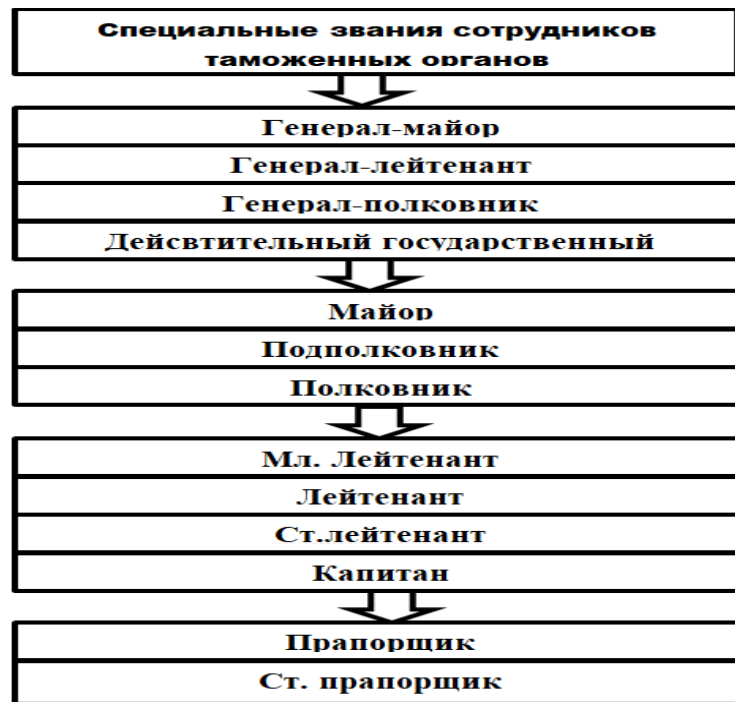 Специальные звания сотрудников
таможенных органов
Генерал-майор
Генерал-лейтенант
Генерал-полковник
Дейсвтительный государственный
Майор
Подполковник
Полковник
Мл. Лейтенант
Лейтенант
Ст.лейтенант
Капитан
Прапорщик
Ст. прапорщик